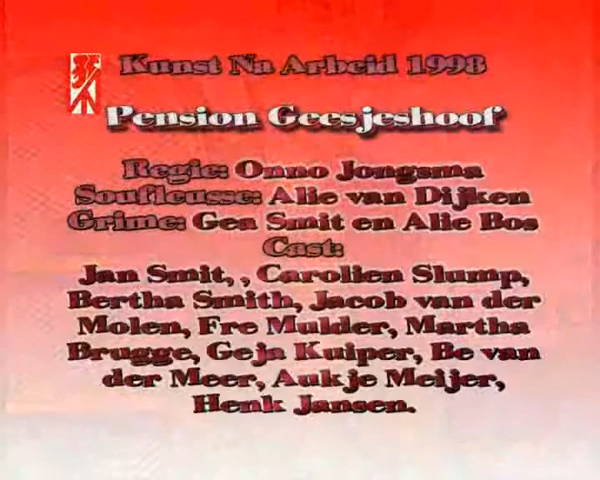 Kunst Na Arbeid 1998
Pension Geesjeshoof
Regie: Onno Jongsma
Soufleusse: Alie van Dijken
Grime: Gea Smit en Alie Bos
Cast:
Jan Smit, , Carolien Slump,
Bertha Smith, Jacob van der
Molen, Fre Mulder, Martha
Brugge, Geja Kuiper, Be van
der Meer, Aukje Meijer,
Henk Jansen.